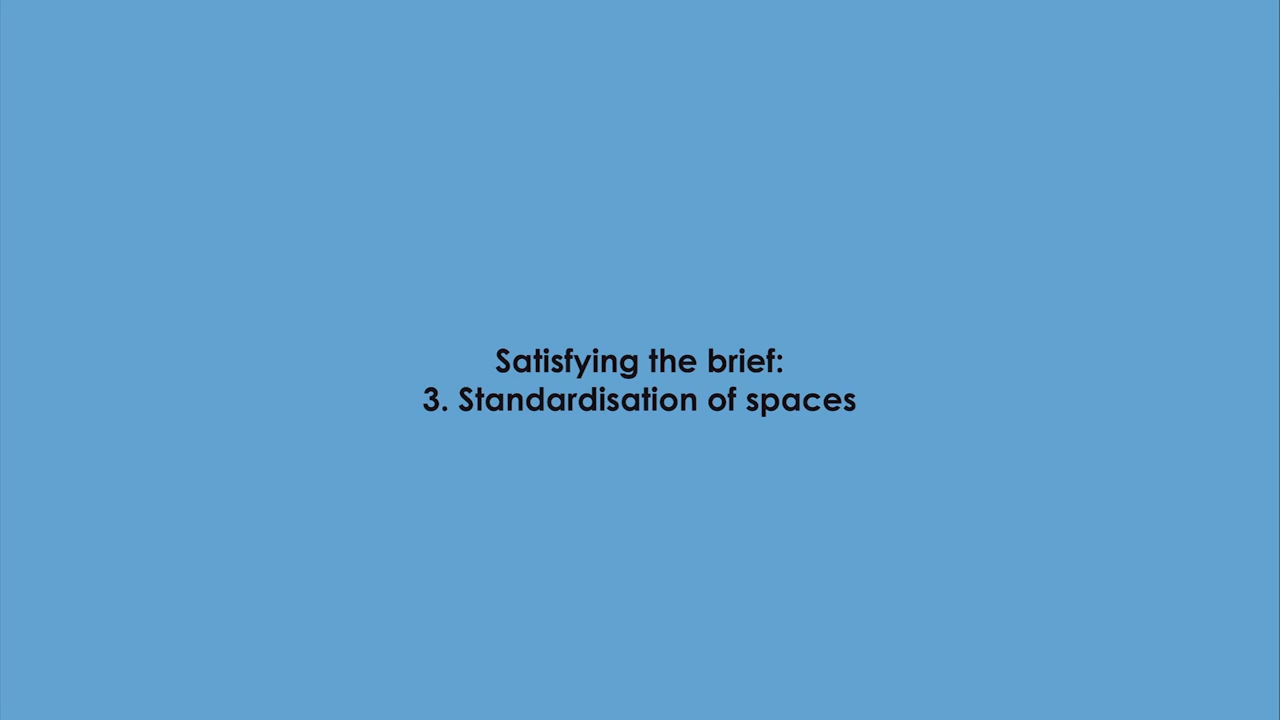 Satisfying the brief:
3. Standardisation of spaces